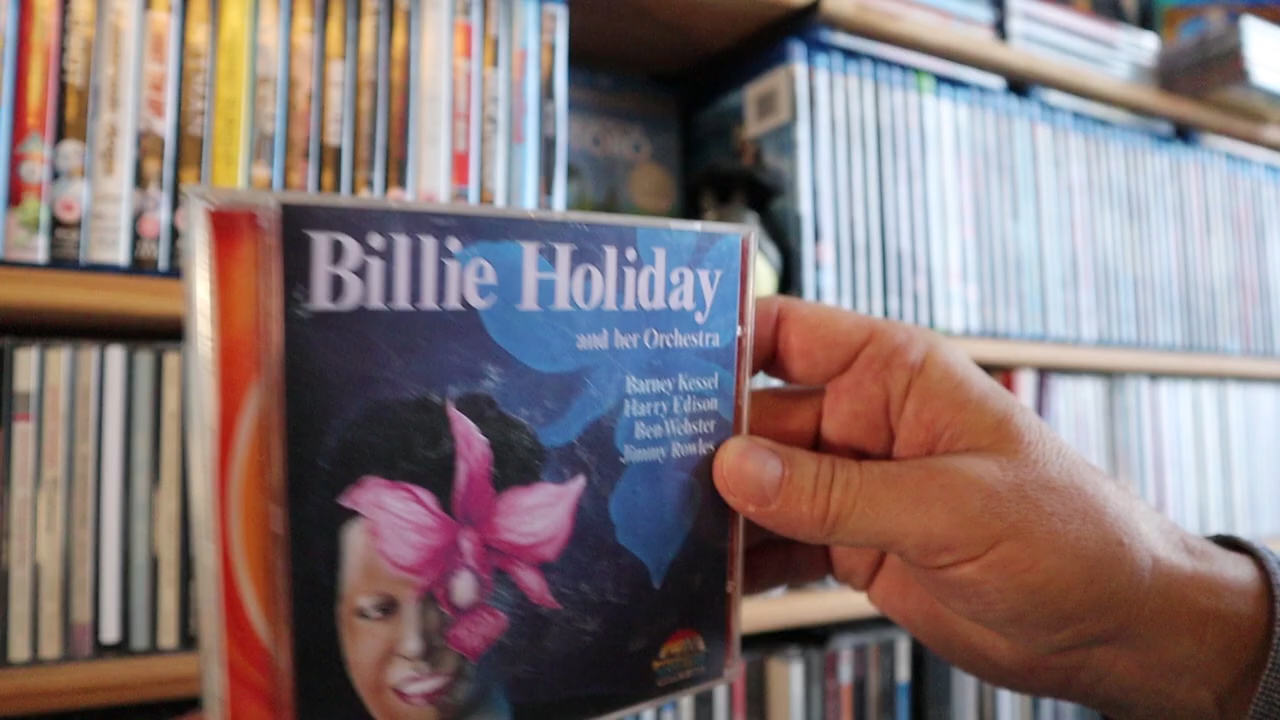 Billie Holiday
and her Orchestra
Barney Kessel
Harry Edison
Ben Webster
Jimmy Rowles